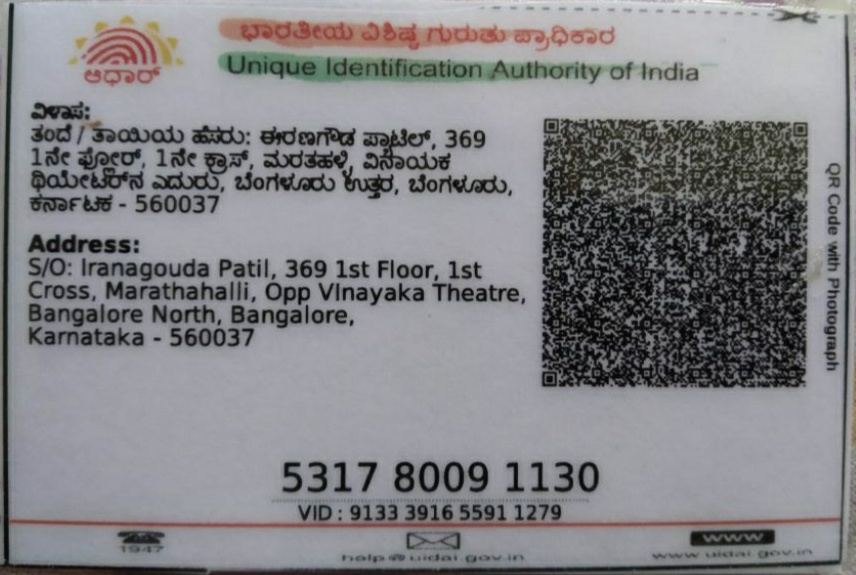 ಭಾರತೀಯ ವಿಶಿಷ್ಟ ಗುರುತು ಪ್ರಾಧಿಕಾರ
Unique Identification Authority of India
ಆಧಾರ್
ವಿಳಾಸ:
ತಂದೆ / ತಾಯಿಯ ಹೆಸರು: ಈರಣಗೌಡ ಪ್ಾಟಿಲ್, 369
1ನೇ ಫ್ಲೋರ್, 1ನೇ ಕ್ರಾಸ್, ಮರತಹಳ್ಳಿ, ವಿನಾಯಕ
ಥಿಯೇಟರ್‌ನ ಎದುರು, ಬೆಂಗಳೂರು ಉತ್ತರ, ಬೆಂಗಳೂರು,
ಕರ್ನಾಟಕ - 560037
Address:
S/O: Iranagouda Patil, 369 1st Floor, 1st
Cross, Marathahalli, Opp VInayaka Theatre,
Bangalore North, Bangalore,
Karnataka - 560037
QR Code with Photograph
5317 8009 1130
VID : 9133 3916 5591 1279
1947
help@uidai.gov.in
www
www.uidai.gov.in